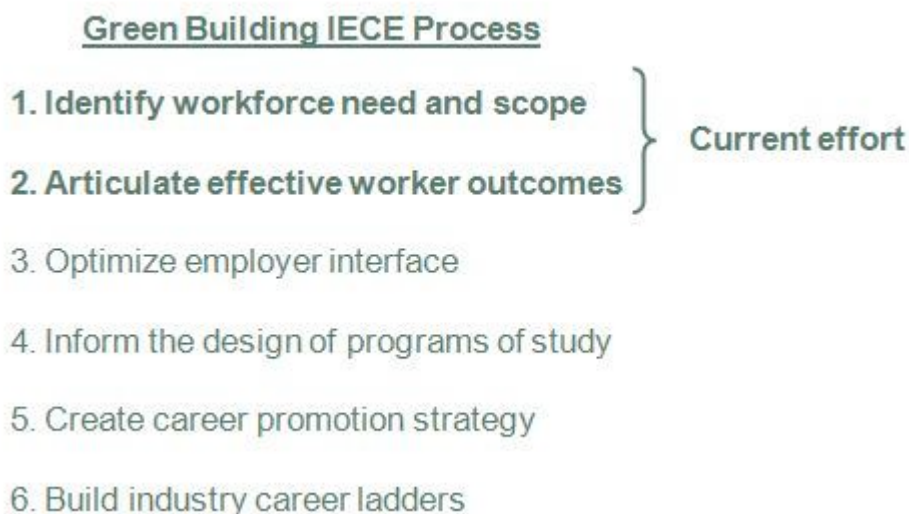 Green Building IECE Process
1. Identify workforce need and scope
2. Articulate effective worker outcomes
Current effort
3. Optimize employer interface
4. Inform the design of programs of study
5. Create career promotion strategy
6. Build industry career ladders